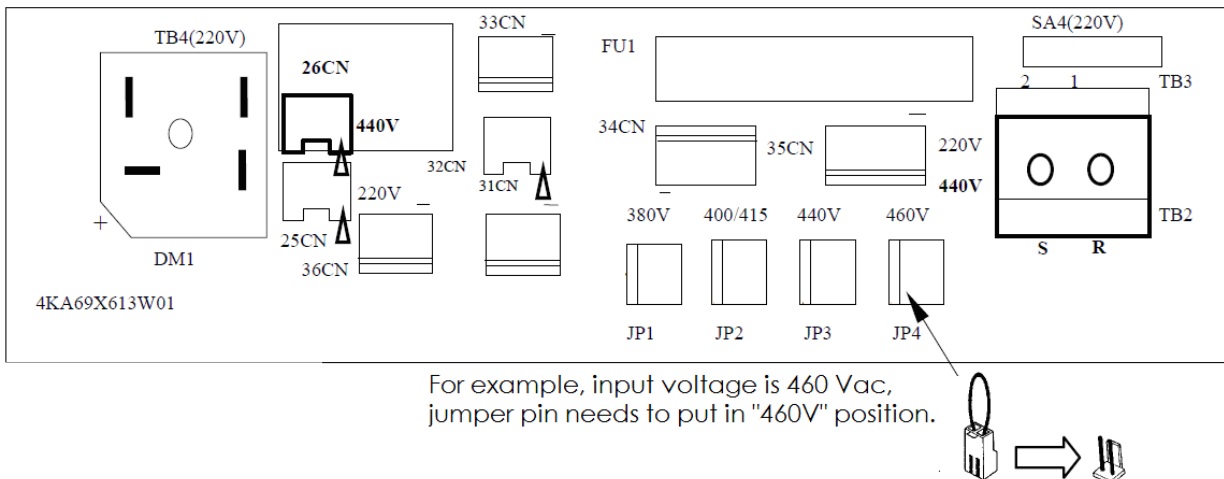 33CN
SA4(220V)
TB4(220V)
FU1
26CN
2 1
TB3
440V
34CN
35CN
220V
32CN
31CN
440V
220V
380V
400/415
440V
460V
TB2
+
25CN
S R
DM1
36CN
4KA69X613W01
JP1
JP2
JP3
JP4
For example, input voltage is 460 Vac,
jumper pin needs to put in "460V" position.